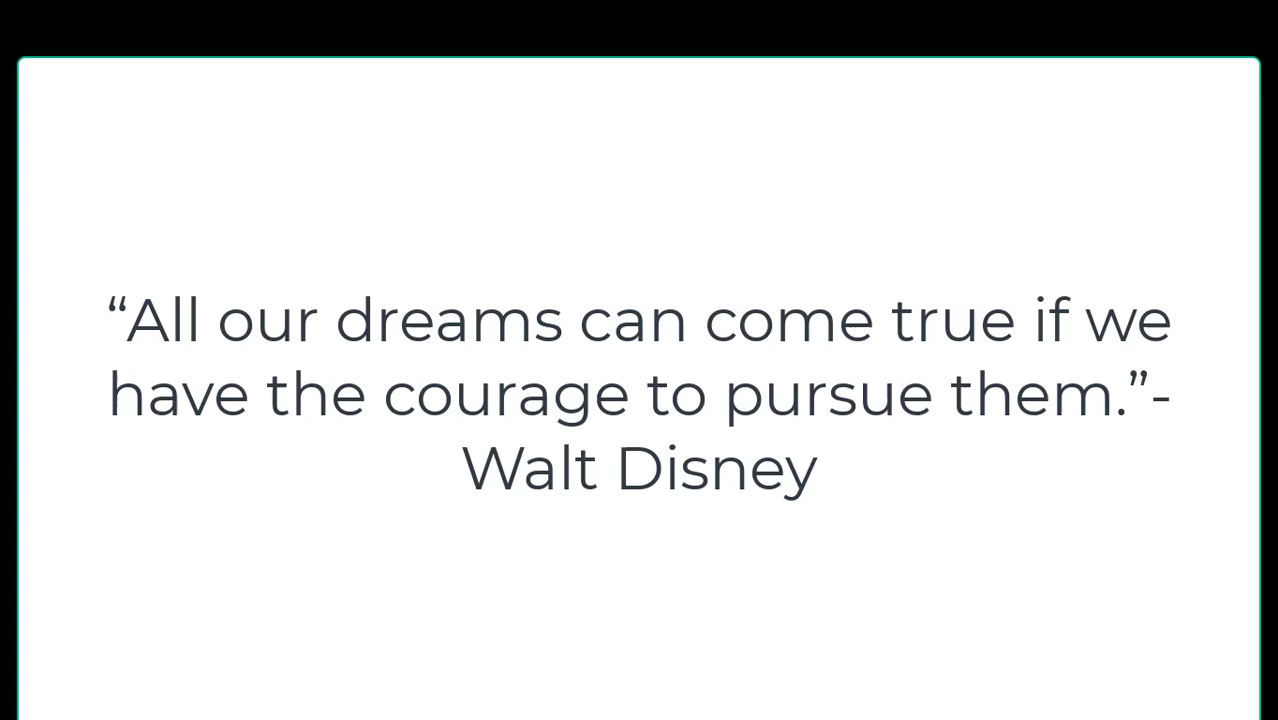 “All our dreams can come true if we
have the courage to pursue them.”-
Walt Disney